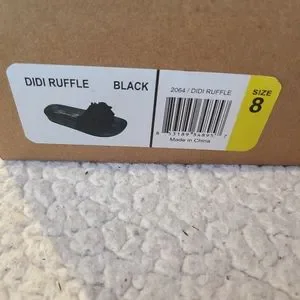 DIDI RUFFLE BLACK
2064 / DIDI RUFFLE
Made in China
SIZE
8